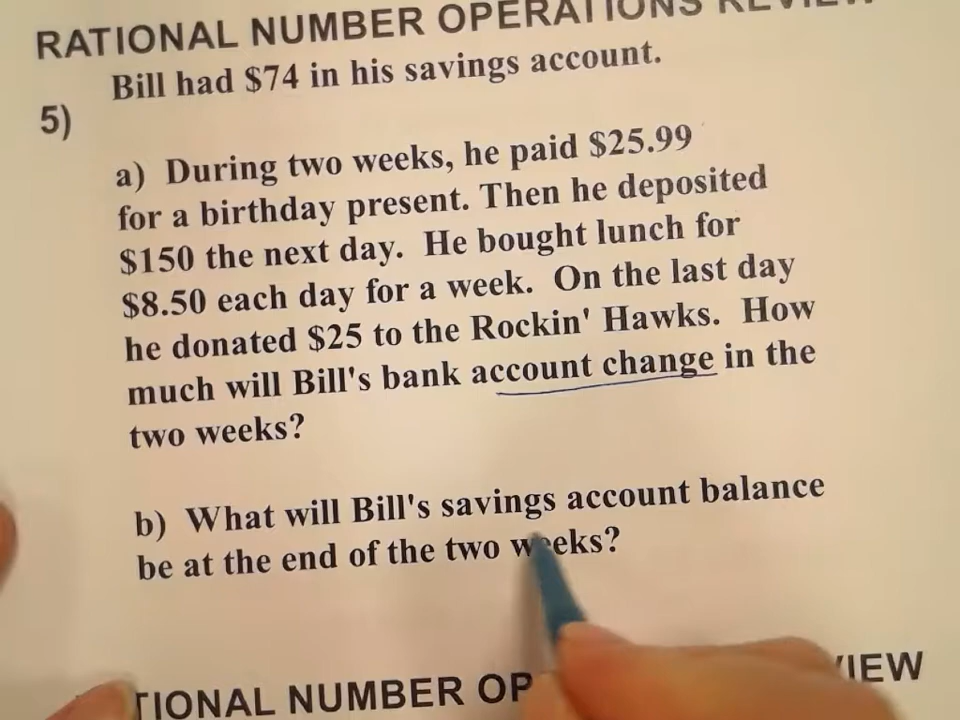 RATIONAL NUMBER OPERATIONS REVIEW
Bill had $74 in his savings account.
5)
a) During two weeks, he paid $25.99
for a birthday present. Then he deposited
$150 the next day. He bought lunch for
$8.50 each day for a week. On the last day
he donated $25 to the Rockin' Hawks. How
much will Bill's bank account change in the
two weeks?
b) What will Bill's savings account balance
be at the end of the two weeks?
TIONAL NUMBER OP IEW